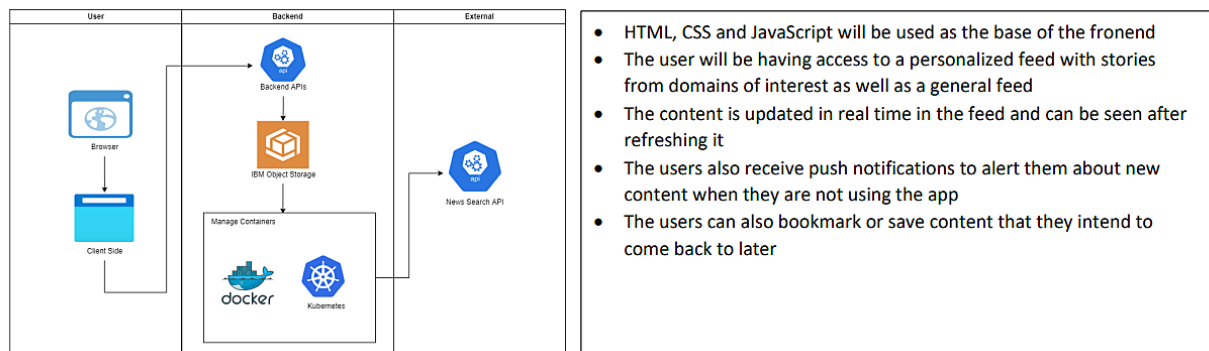 User
Backend
External
api
Backend APIs
Browser
IBM Object Storage
api
News Search API
Manage Containers
Client Side
docker
Kubernetes
• HTML, CSS and JavaScript will be used as the base of the fronend
• The user will be having access to a personalized feed with stories
from domains of interest as well as a general feed
• The content is updated in real time in the feed and can be seen after
refreshing it
• The users also receive push notifications to alert them about new
content when they are not using the app
• The users can also bookmark or save content that they intend to
come back to later